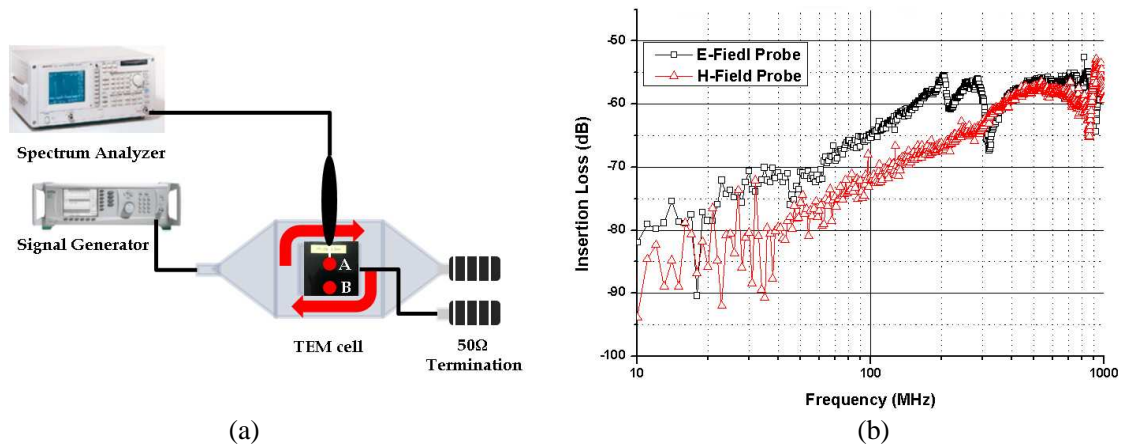 Spectrum Analyzer
Signal Generator
A
B
TEM cell
50Ω
Termination
(a)
E-Fiedl Probe
H-Field Probe
Insertion Loss (dB)
-50
-60
-70
-80
-90
-100
10
100
1000
Frequency (MHz)
(b)